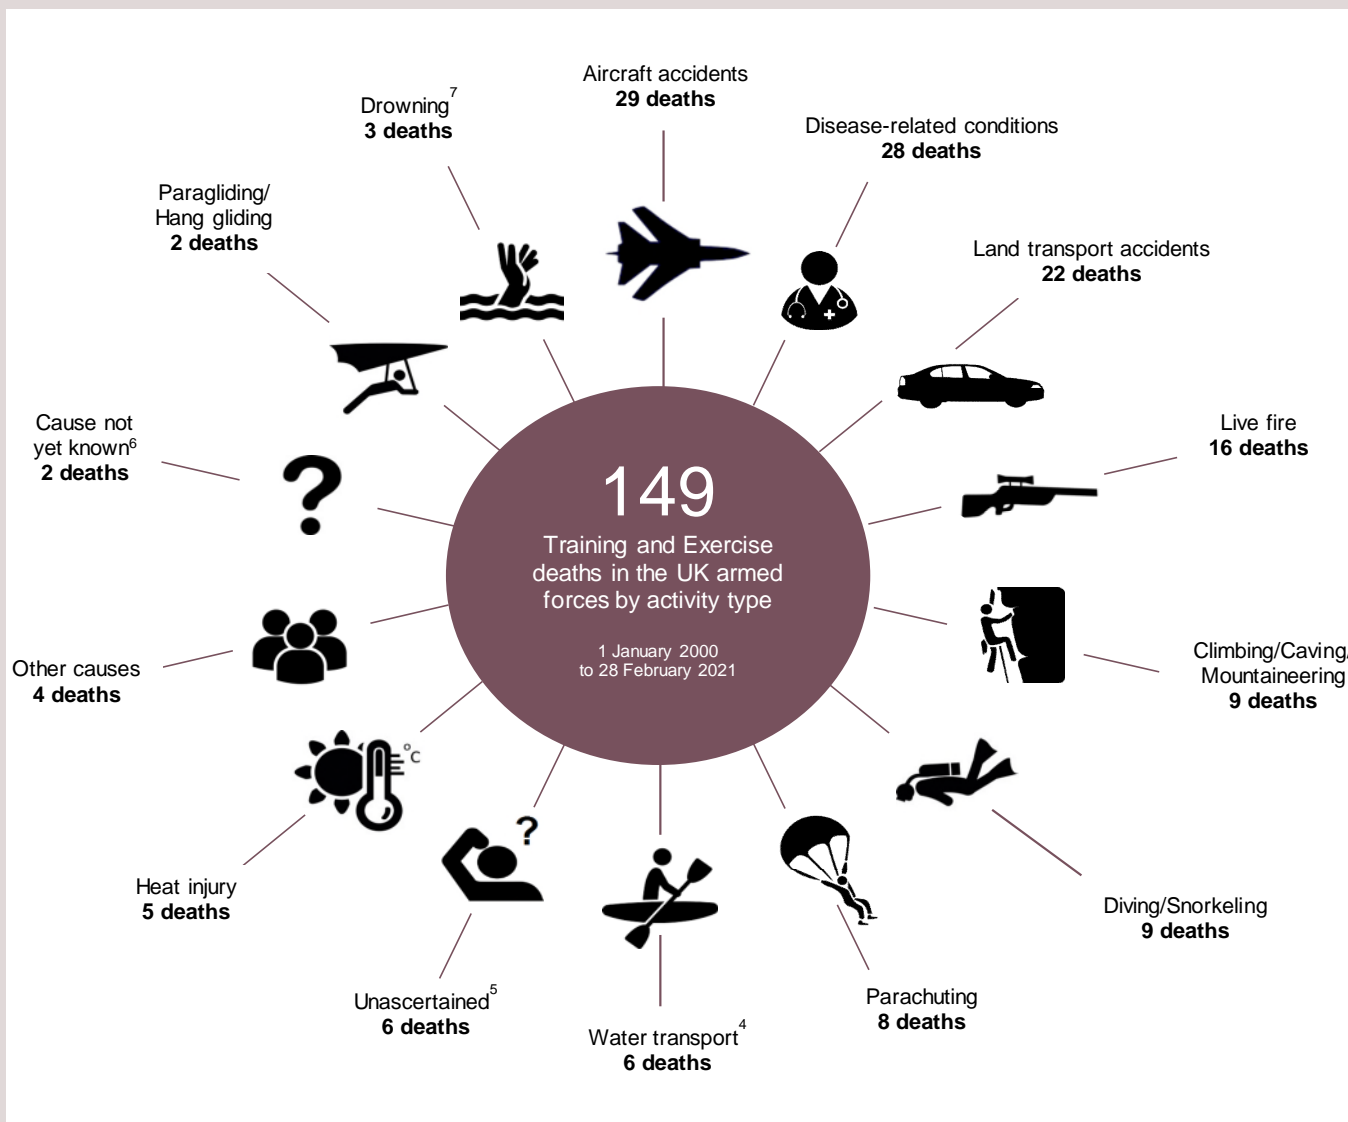 Aircraft accidents
29 deaths
Drowning7
3 deaths
Disease-related conditions
28 deaths
Paragliding/
Hang gliding
2 deaths
Land transport accidents
22 deaths
Cause not
yet known6
2 deaths
Live fire
16 deaths
149
Training and Exercise
deaths in the UK armed
forces by activity type
1 January 2000
to 28 February 2021
Other causes
4 deaths
Climbing/Caving/
Mountaineering
9 deaths
°C
?
Heat injury
5 deaths
Diving/Snorkeling
9 deaths
Unascertained5
6 deaths
Water transport4
6 deaths
Parachuting
8 deaths